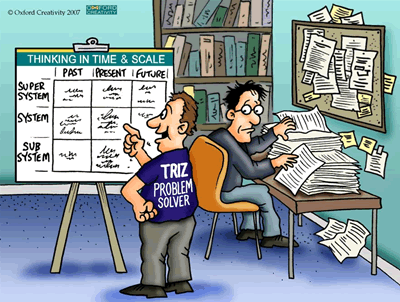 © Oxford Creativity 2007
OXFORD
CREATIVITY
THINKING IN TIME & SCALE
PAST PRESENT FUTURE
SUPER
SYSTEM
SYSTEM
SUB
SYSTEM
TRIZ
PROBLEM
SOLVER